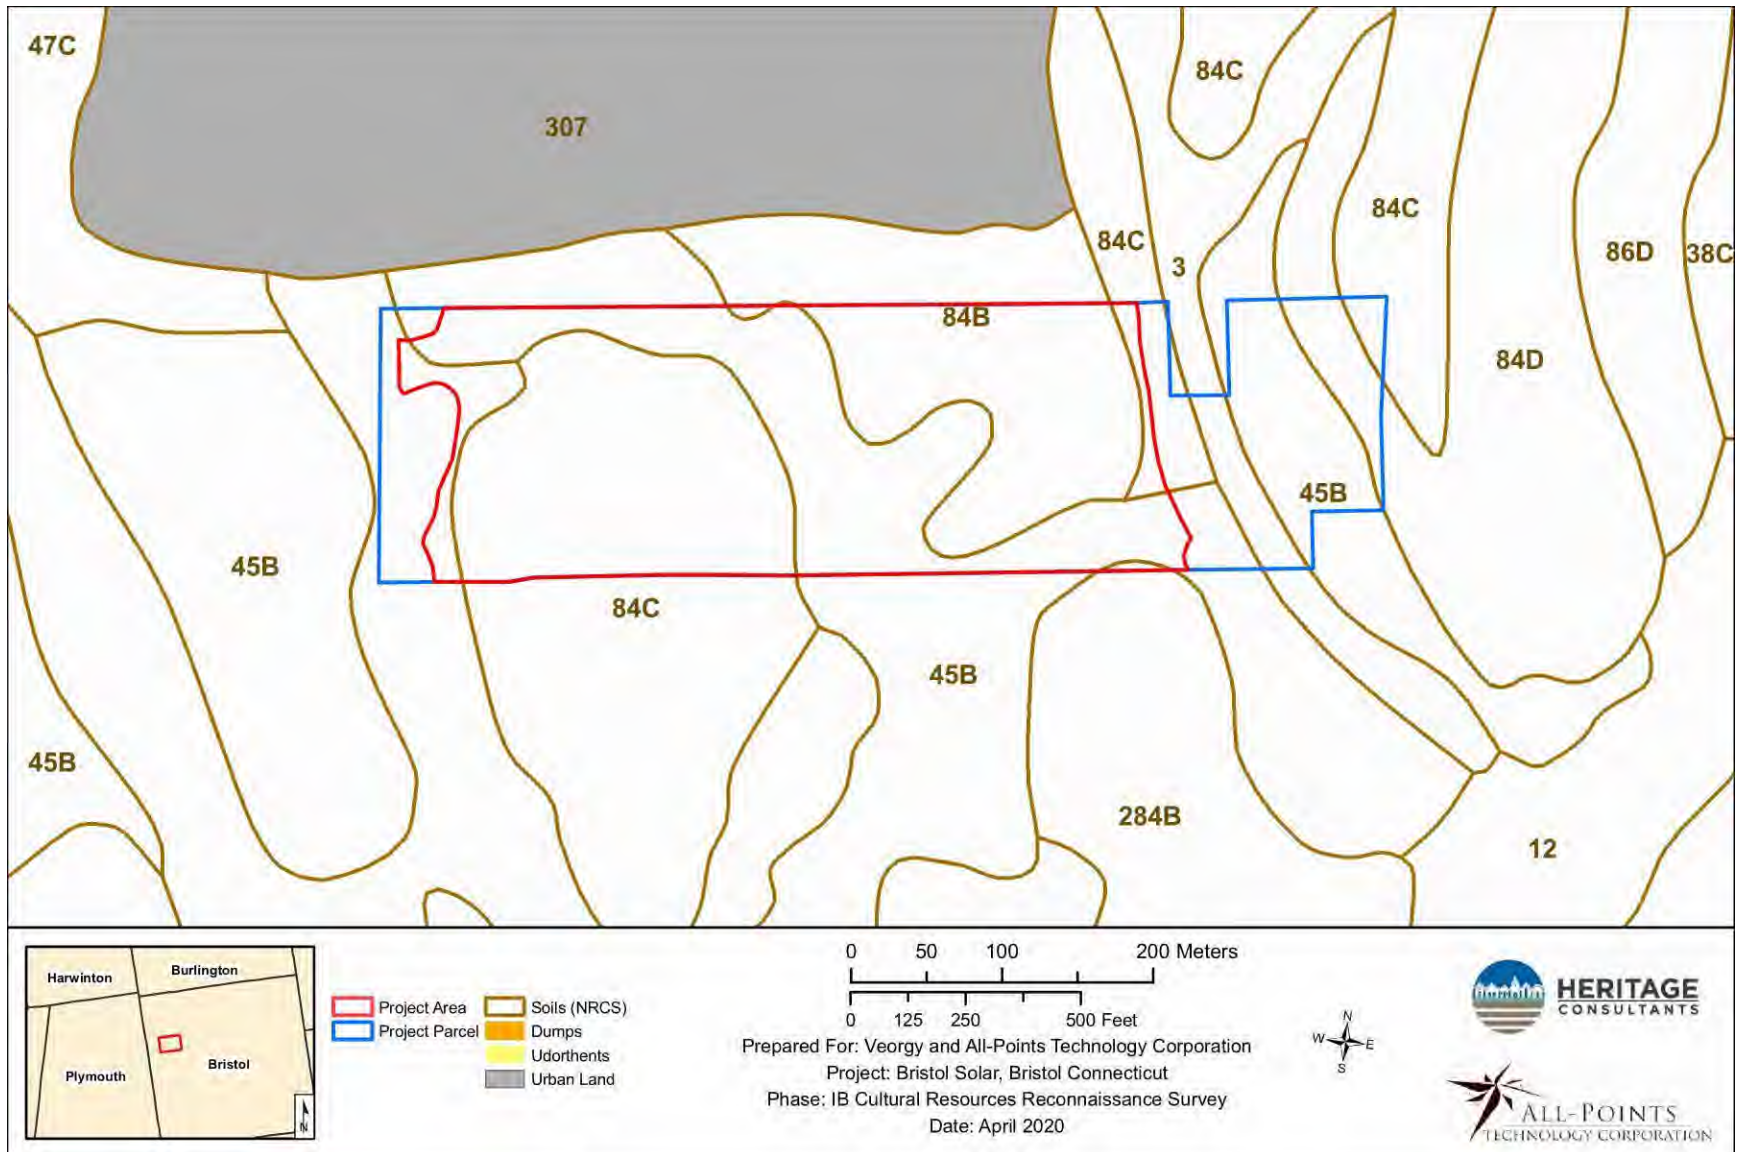 47C
84C
307
84C
84C
86D
38C
3
84B
84D
45B
45B
84C
45B
45B
284B
12
0 50 100 200 Meters
0 125 250 500 Feet
Harwinton
Burlington
Plymouth
Bristol
N
Project Area
Project Parcel
Soils (NRCS)
Dumps
Udorthents
Urban Land
Prepared For: Veorgy and All-Points Technology Corporation
Project: Bristol Solar, Bristol Connecticut
Phase: IB Cultural Resources Reconnaissance Survey
Date: April 2020
N
W E
S
HERITAGE
CONSULTANTS
ALL-POINTS
TECHNOLOGY CORPORATION